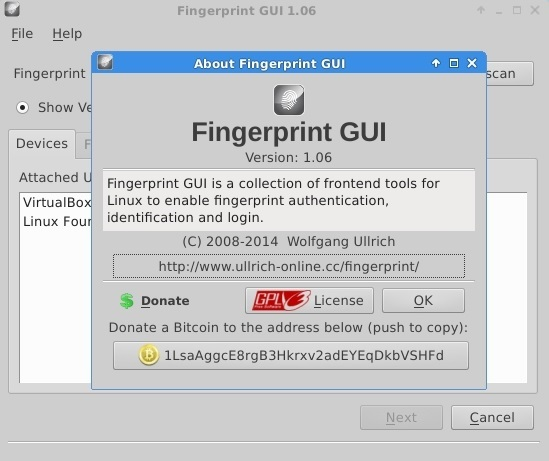 Fingerprint GUI 1.06
File Help
About Fingerprint GUI
Fingerprint
scan
Show Ve
Devices
F
Attached U
VirtualBox
Linux Foun
Fingerprint GUI
Version: 1.06
Fingerprint GUI is a collection of frontend tools for
Linux to enable fingerprint authentication,
identification and login.
(C) 2008-2014 Wolfgang Ullrich
http://www.ullrich-online.cc/fingerprint/
$ Donate
GPLv3 License
OK
Donate a Bitcoin to the address below (push to copy):
1LsaAggcE8rgB3Hkrxv2adEYEqDkbVSHFd
Next
Cancel